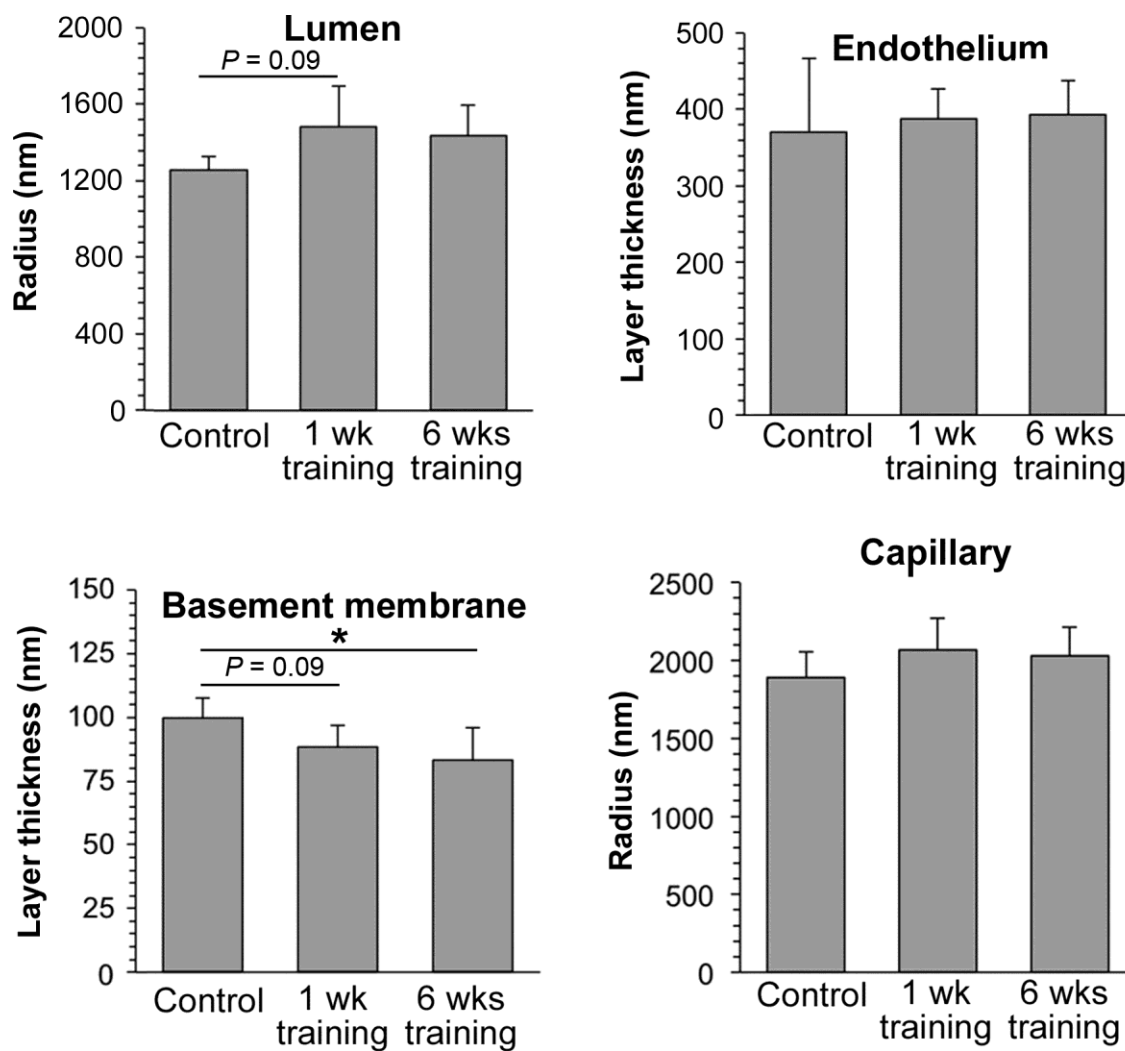 Lumen
2000
1600
1200
800
400
0
Radius (nm)
P = 0.09
Control
1 wk
training
6 wks
training
Endothelium
500
400
300
200
100
0
Layer thickness (nm)
Control
1 wk
training
6 wks
training
Basement membrane
150
125
100
75
50
25
0
Layer thickness (nm)
*
P = 0.09
Control
1 wk
training
6 wks
training
Capillary
2500
2000
1500
1000
500
0
Radius (nm)
Control
1 wk
training
6 wks
training